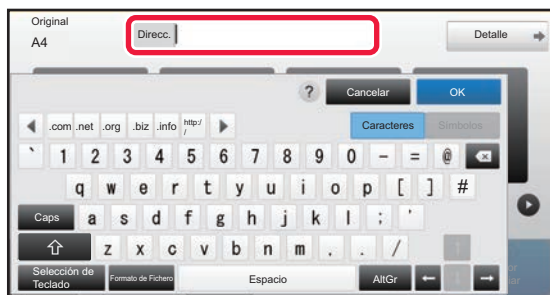 Original
A4
Direcc.
Detalle
? Cancelar OK
.com .net .org .biz .info http:/
/
Caracteres Símbolos
` 1 2 3 4 5 6 7 8 9 0 - = @
q w e r t y u i o p [ ] #
Caps a s d f g h j k l ; '
z x c v b n m , . /
Selección de
Teclado
Formato de Fichero Espacio AltGr